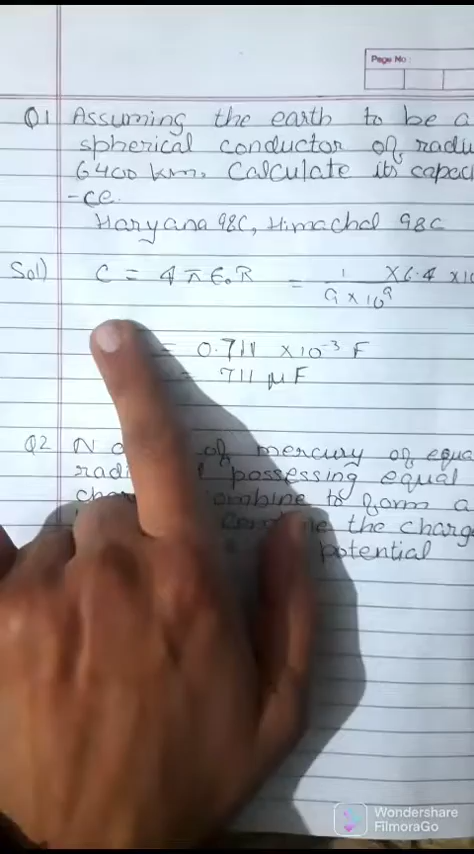 Page No
Q1 Assuming the earth to be a
spherical conductor of radiu
6400 km. Calculate its capaci
-ce.
Haryana 98C, Himachal 98C
Sol) C = 4πε₀R = 1/9×10⁹ ×6.4 ×10
= 0.711 ×10⁻³ F
= 711 μF
Q2 N of mercury of equa
radi possessing equal
cha ombine to form a
the charge
potential
Wondershare
FilmoraGo